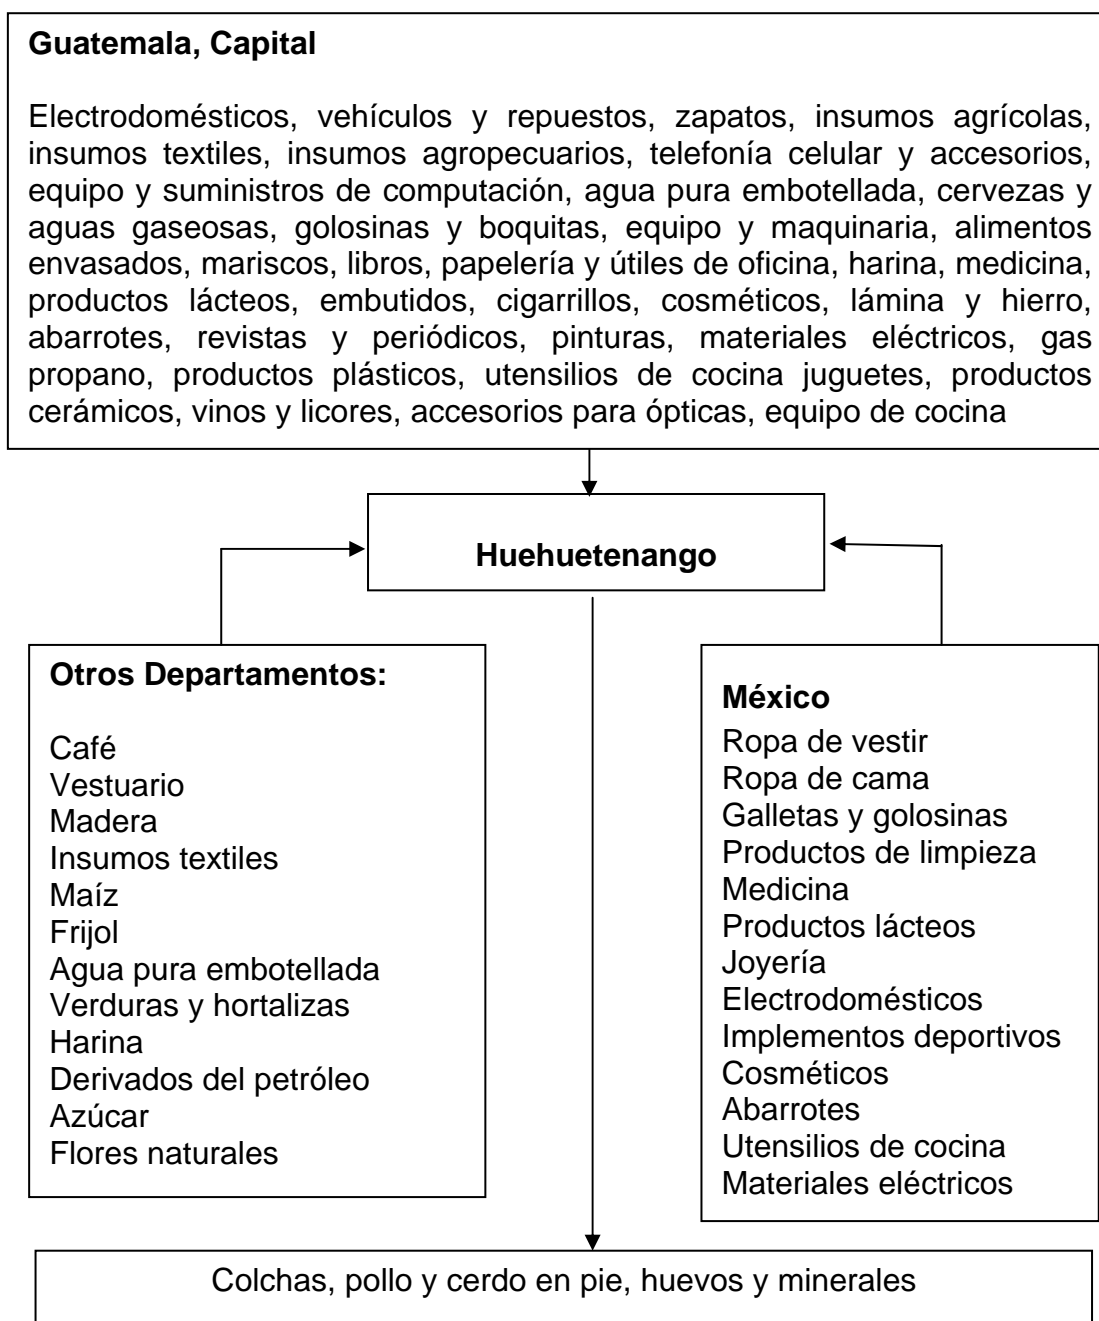 Guatemala, Capital
Electrodomésticos, vehículos y repuestos, zapatos, insumos agrícolas,
insumos textiles, insumos agropecuarios, telefonía celular y accesorios,
equipo y suministros de computación, agua pura embotellada, cervezas y
aguas gaseosas, golosinas y boquitas, equipo y maquinaria, alimentos
envasados, mariscos, libros, papelería y útiles de oficina, harina, medicina,
productos lácteos, embutidos, cigarrillos, cosméticos, lámina y hierro,
abarrotes, revistas y periódicos, pinturas, materiales eléctricos, gas
propano, productos plásticos, utensilios de cocina juguetes, productos
cerámicos, vinos y licores, accesorios para ópticas, equipo de cocina
Huehuetenango
Otros Departamentos:
Café
Vestuario
Madera
Insumos textiles
Maíz
Frijol
Agua pura embotellada
Verduras y hortalizas
Harina
Derivados del petróleo
Azúcar
Flores naturales
México
Ropa de vestir
Ropa de cama
Galletas y golosinas
Productos de limpieza
Medicina
Productos lácteos
Joyería
Electrodomésticos
Implementos deportivos
Cosméticos
Abarrotes
Utensilios de cocina
Materiales eléctricos
Colchas, pollo y cerdo en pie, huevos y minerales